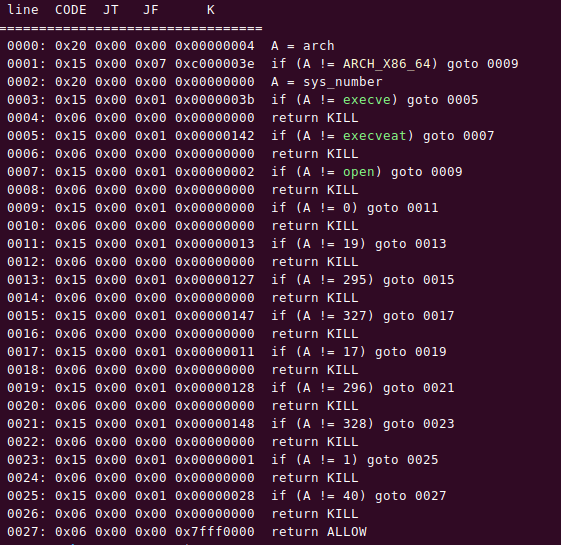 line  CODE  JT   JF      K
=================================
0000: 0x20 0x00 0x00 0x00000004  A = arch
0001: 0x15 0x00 0x07 0xc000003e  if (A != ARCH_X86_64) goto 0009
0002: 0x20 0x00 0x00 0x00000000  A = sys_number
0003: 0x15 0x00 0x01 0x0000003b  if (A != execve) goto 0005
0004: 0x06 0x00 0x00 0x00000000  return KILL
0005: 0x15 0x00 0x01 0x00000142  if (A != execveat) goto 0007
0006: 0x06 0x00 0x00 0x00000000  return KILL
0007: 0x15 0x00 0x01 0x00000002  if (A != open) goto 0009
0008: 0x06 0x00 0x00 0x00000000  return KILL
0009: 0x15 0x00 0x01 0x00000000  if (A != 0) goto 0011
0010: 0x06 0x00 0x00 0x00000000  return KILL
0011: 0x15 0x00 0x01 0x00000013  if (A != 19) goto 0013
0012: 0x06 0x00 0x00 0x00000000  return KILL
0013: 0x15 0x00 0x01 0x00000127  if (A != 295) goto 0015
0014: 0x06 0x00 0x00 0x00000000  return KILL
0015: 0x15 0x00 0x01 0x00000147  if (A != 327) goto 0017
0016: 0x06 0x00 0x00 0x00000000  return KILL
0017: 0x15 0x00 0x01 0x00000011  if (A != 17) goto 0019
0018: 0x06 0x00 0x00 0x00000000  return KILL
0019: 0x15 0x00 0x01 0x00000128  if (A != 296) goto 0021
0020: 0x06 0x00 0x00 0x00000000  return KILL
0021: 0x15 0x00 0x01 0x00000148  if (A != 328) goto 0023
0022: 0x06 0x00 0x00 0x00000000  return KILL
0023: 0x15 0x00 0x01 0x00000001  if (A != 1) goto 0025
0024: 0x06 0x00 0x00 0x00000000  return KILL
0025: 0x15 0x00 0x01 0x00000028  if (A != 40) goto 0027
0026: 0x06 0x00 0x00 0x00000000  return KILL
0027: 0x06 0x00 0x00 0x7fff0000  return ALLOW